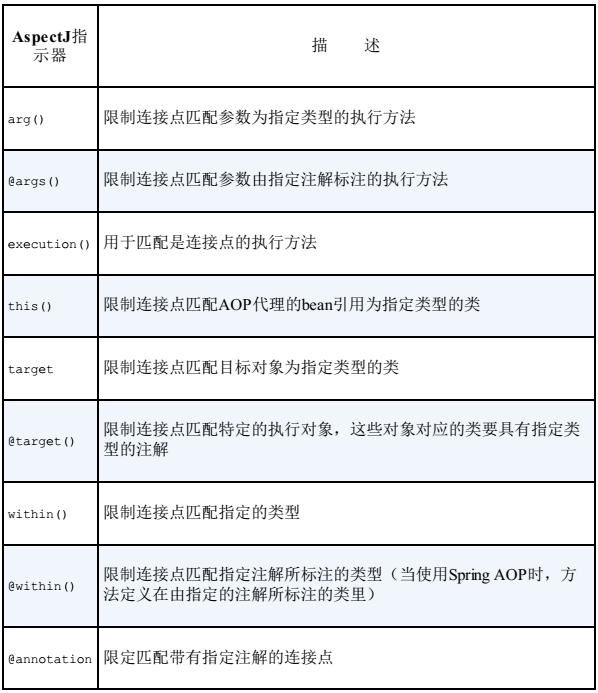 AspectJ指
示器
描 述
arg()
限制连接点匹配参数为指定类型的执行方法
@args()
限制连接点匹配参数由指定注解标注的执行方法
execution()
用于匹配是连接点的执行方法
this()
限制连接点匹配AOP代理的bean引用为指定类型的类
target
限制连接点匹配目标对象为指定类型的类
@target()
限制连接点匹配特定的执行对象，这些对象对应的类要具有指定类
型的注解
within()
限制连接点匹配指定的类型
@within()
限制连接点匹配指定注解所标注的类型（当使用Spring AOP时，方
法定义在由指定的注解所标注的类里）
@annotation
限定匹配带有指定注解的连接点